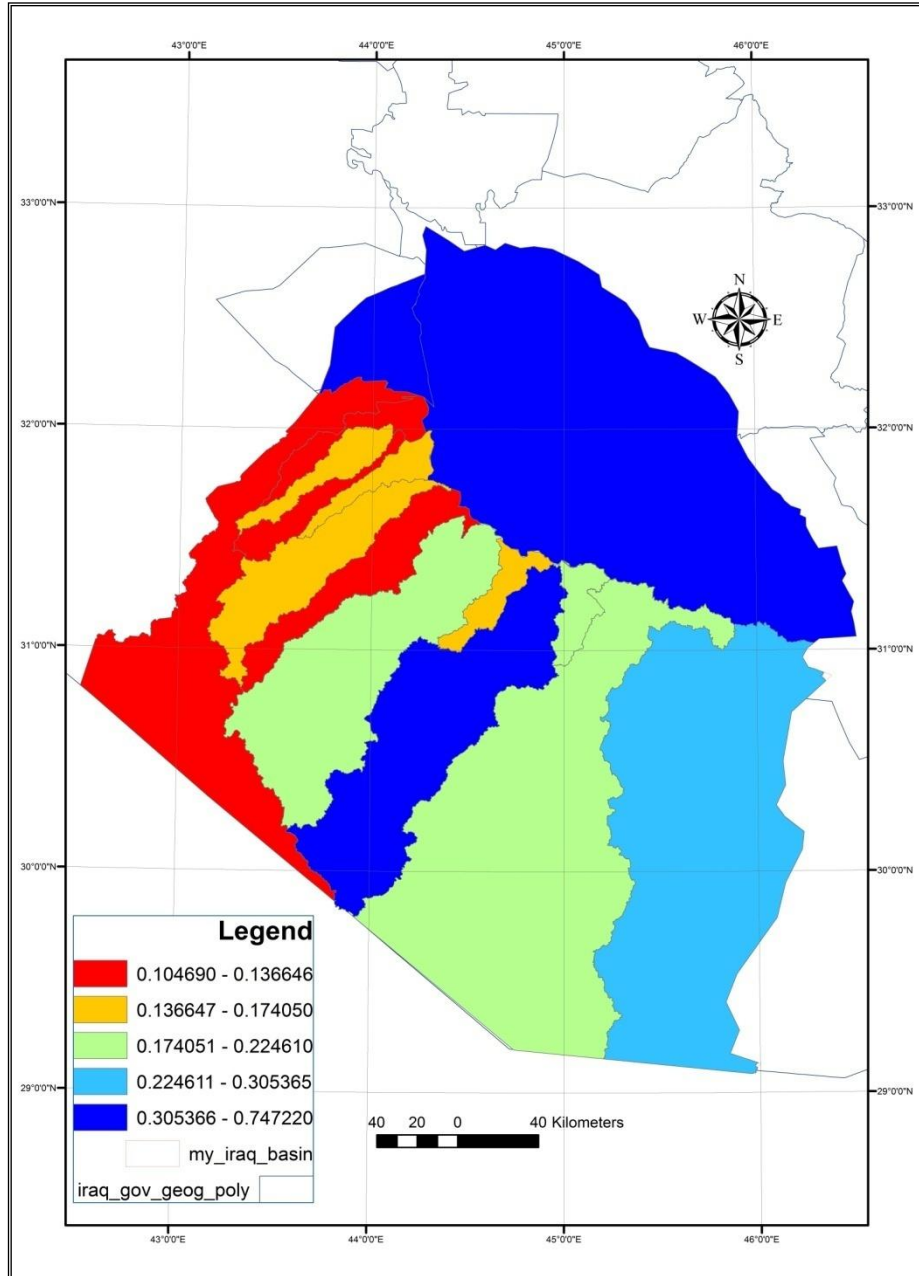 43°0'0"E 44°0'0"E 45°0'0"E 46°0'0"E
33°0'0"N 33°0'0"N
N
W E
S
32°0'0"N 32°0'0"N
31°0'0"N 31°0'0"N
30°0'0"N 30°0'0"N
Legend
0.104690 - 0.136646
0.136647 - 0.174050
0.174051 - 0.224610
0.224611 - 0.305365
0.305366 - 0.747220
my_iraq_basin
iraq_gov_geog_poly
29°0'0"N 29°0'0"N
40 20 0 40 Kilometers
43°0'0"E 44°0'0"E 45°0'0"E 46°0'0"E